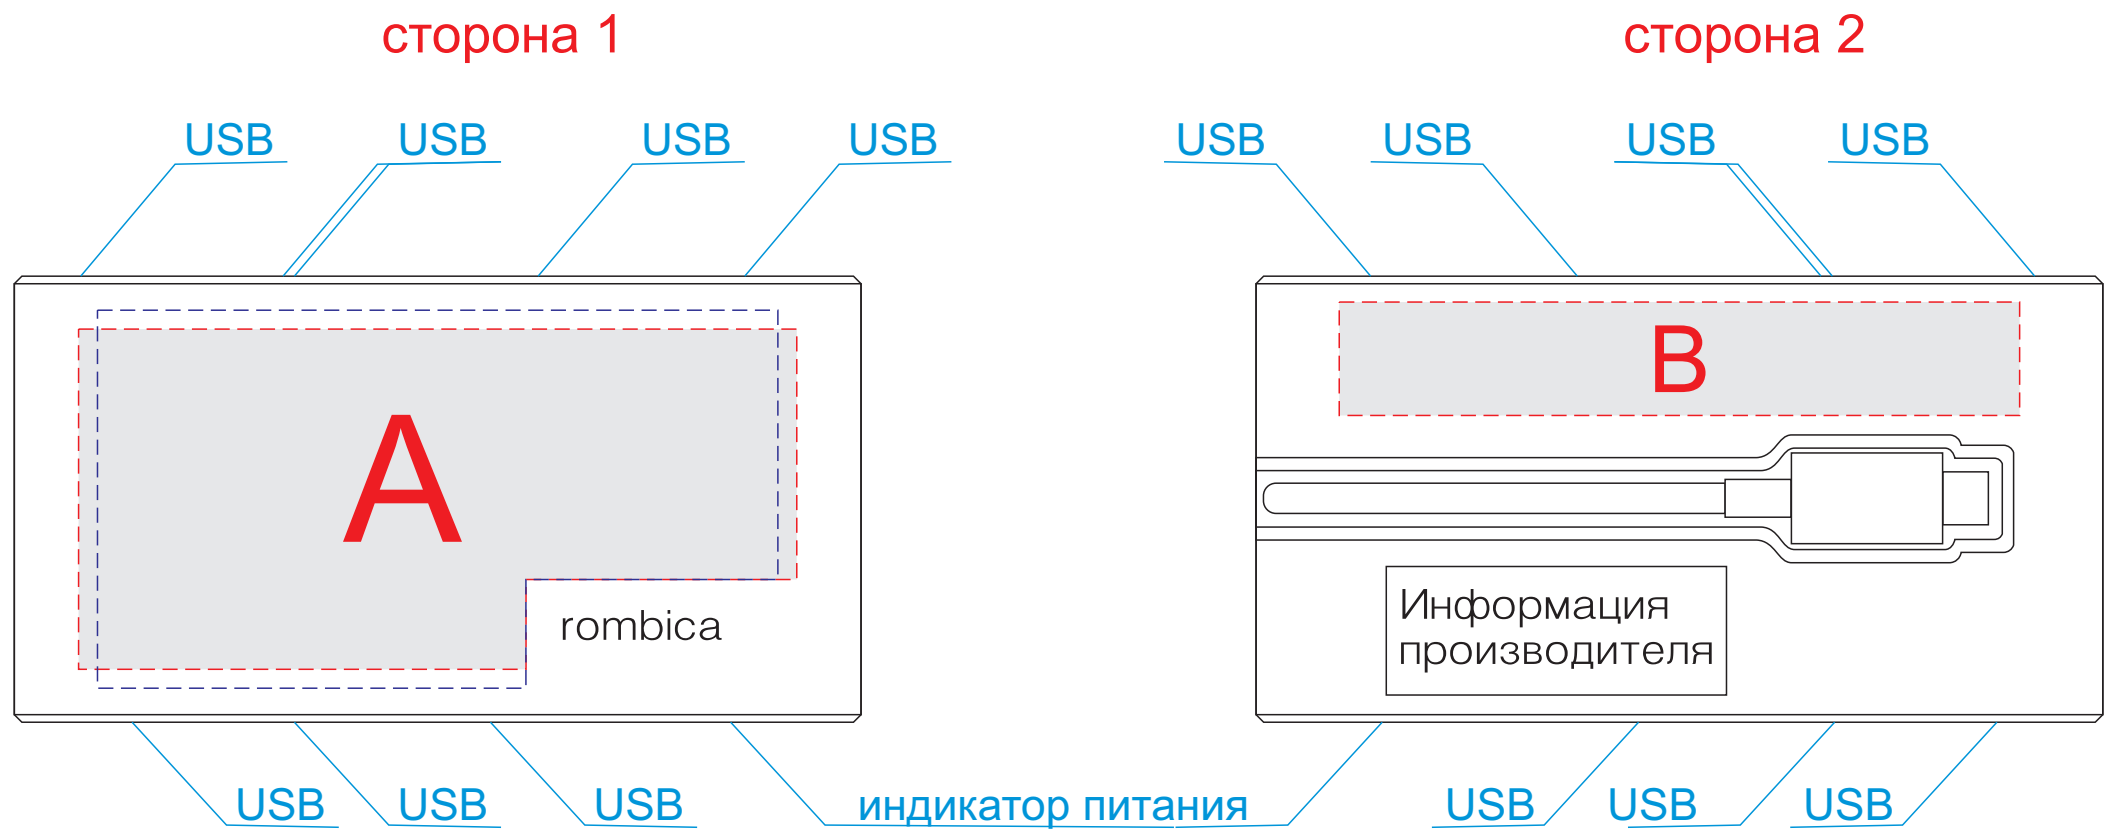 сторона 1
сторона 2
USB
USB
USB
USB
USB
USB
USB
USB
A
B
rombica
Информация
производителя
USB
USB
USB
индикатор питания
USB
USB
USB